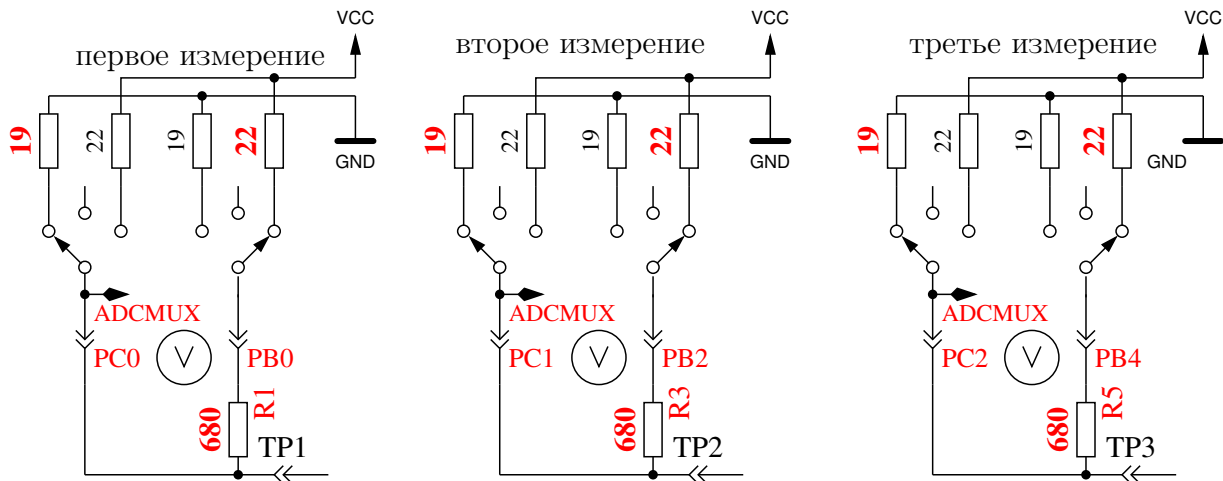 VCC
VCC
VCC
первое измерение
второе измерение
третье измерение
19
22
19
22
GND
19
22
19
22
GND
19
22
19
22
GND
ADCMUX
ADCMUX
ADCMUX
PC0
V
PB0
PC1
V
PB2
PC2
V
PB4
680
R1
TP1
680
R3
TP2
680
R5
TP3